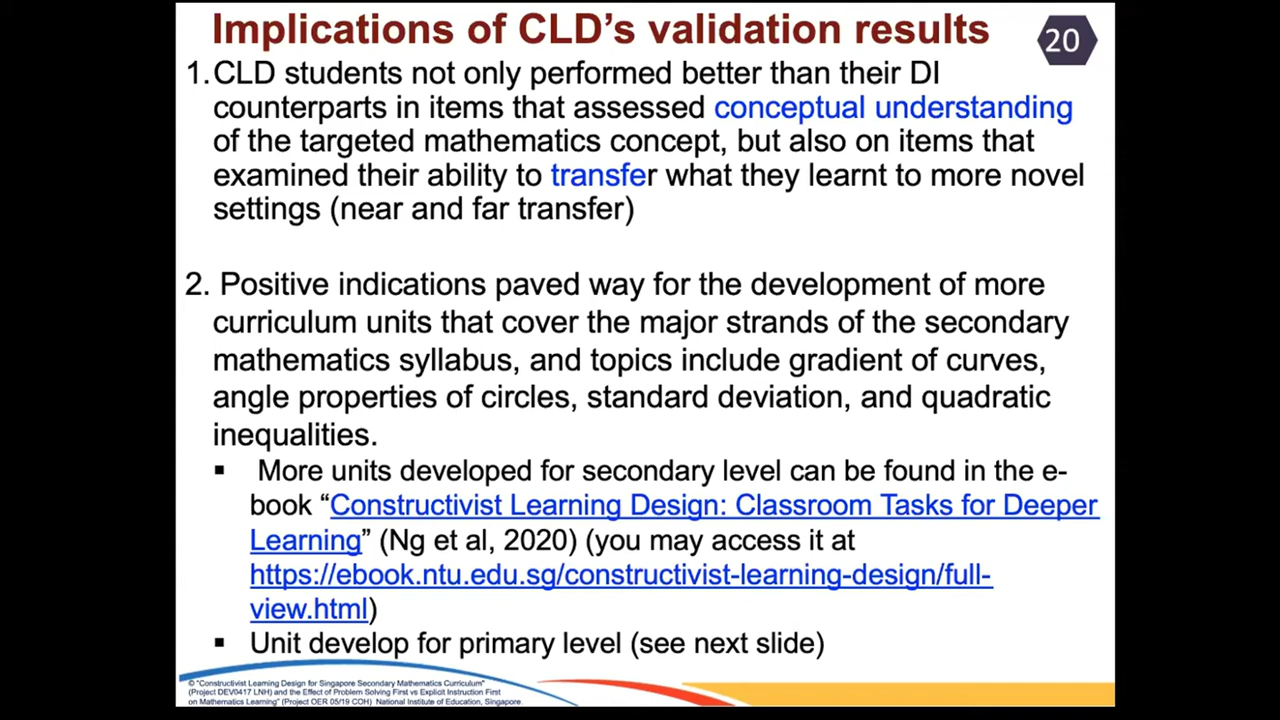 Implications of CLD's validation results
20
1. CLD students not only performed better than their DI
counterparts in items that assessed conceptual understanding
of the targeted mathematics concept, but also on items that
examined their ability to transfer what they learnt to more novel
settings (near and far transfer)
2. Positive indications paved way for the development of more
curriculum units that cover the major strands of the secondary
mathematics syllabus, and topics include gradient of curves,
angle properties of circles, standard deviation, and quadratic
inequalities.
▪ More units developed for secondary level can be found in the e-
book “Constructivist Learning Design: Classroom Tasks for Deeper
Learning” (Ng et al, 2020) (you may access it at
https://ebook.ntu.edu.sg/constructivist-learning-design/full-
view.html)
▪ Unit develop for primary level (see next slide)
© "Constructivist Learning Design for Singapore Secondary Mathematics Curriculum"
(Project DEV0417 LNH) and the Effect of Problem Solving First vs Explicit Instruction First
on Mathematics Learning" (Project OER 05/19 COH) National Institute of Education, Singapore